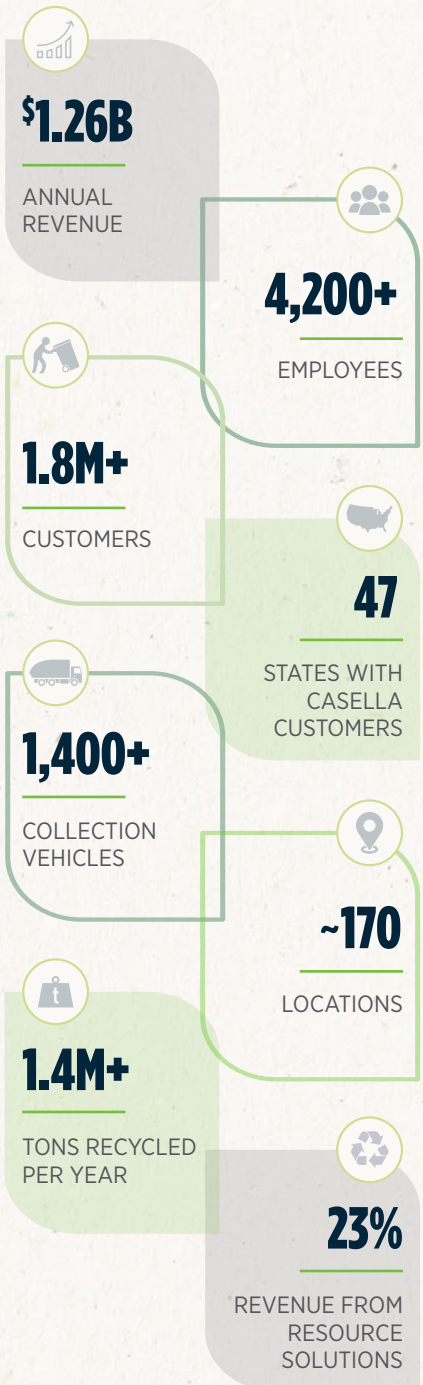 $1.26B
ANNUAL
REVENUE
4,200+
EMPLOYEES
1.8M+
CUSTOMERS
47
STATES WITH
CASELLA
CUSTOMERS
1,400+
COLLECTION
VEHICLES
~170
LOCATIONS
t
1.4M+
TONS RECYCLED
PER YEAR
23%
REVENUE FROM
RESOURCE
SOLUTIONS